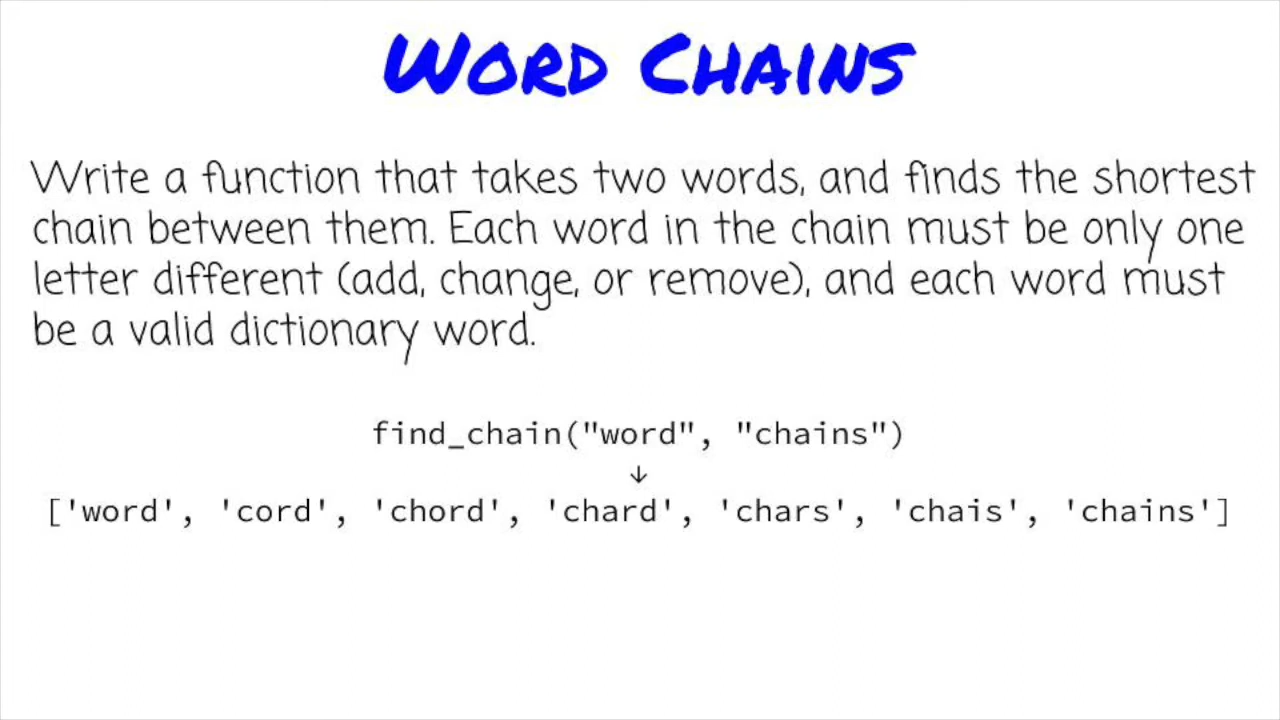 Word Chains
Write a function that takes two words, and finds the shortest
chain between them. Each word in the chain must be only one
letter different (add, change, or remove), and each word must
be a valid dictionary word.
find_chain("word", "chains")
↓
['word', 'cord', 'chord', 'chard', 'chars', 'chais', 'chains']